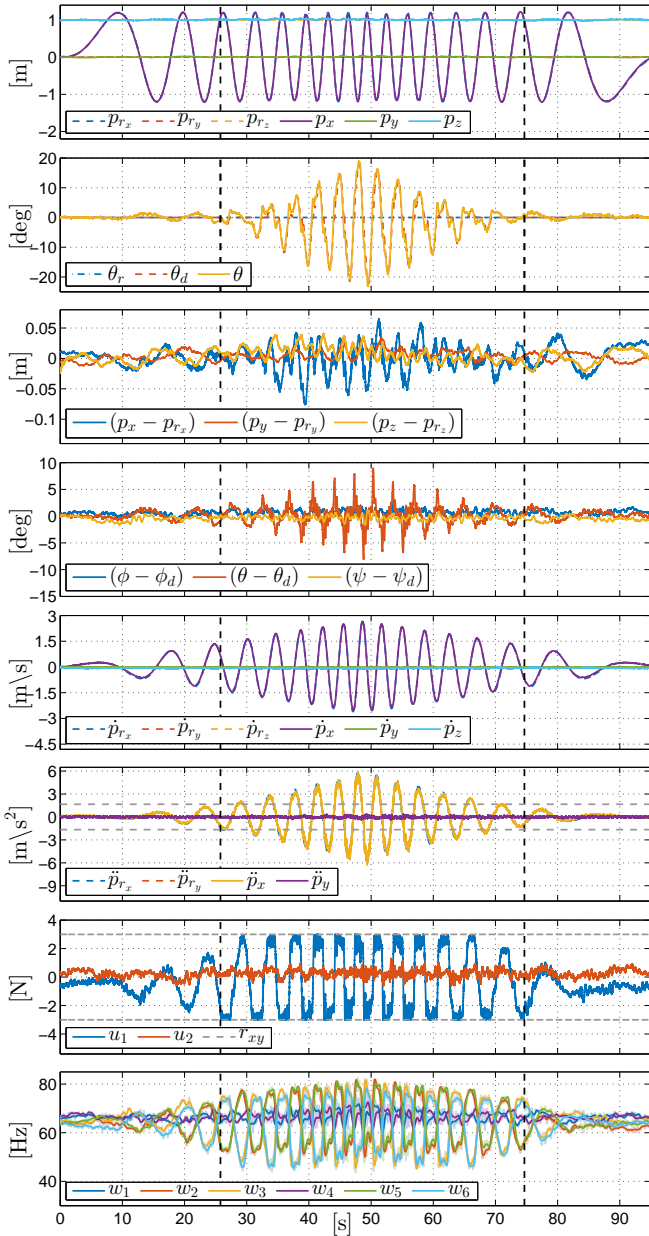 1
0
−1
−2
[m]
p_{r_x} p_{r_y} p_{r_z} p_x p_y p_z
20
10
0
−10
−20
[deg]
θ_r θ_d θ
0.05
0
−0.05
−0.1
[m]
(p_x − p_{r_x}) (p_y − p_{r_y}) (p_z − p_{r_z})
10
5
0
−5
−10
−15
[deg]
(ϕ − ϕ_d) (θ − θ_d) (ψ − ψ_d)
3
1.5
0
−1.5
−3
−4.5
[m\s]
ṗ_{r_x} ṗ_{r_y} ṗ_{r_z} ṗ_x ṗ_y ṗ_z
6
3
0
−3
−6
−9
[m\s²]
p̈_{r_x} p̈_{r_y} p̈_x p̈_y
4
2
0
−2
−4
[N]
u_1 u_2 r_{xy}
80
60
40
[Hz]
w_1 w_2 w_3 w_4 w_5 w_6
0 10 20 30 40 50 60 70 80 90
[s]